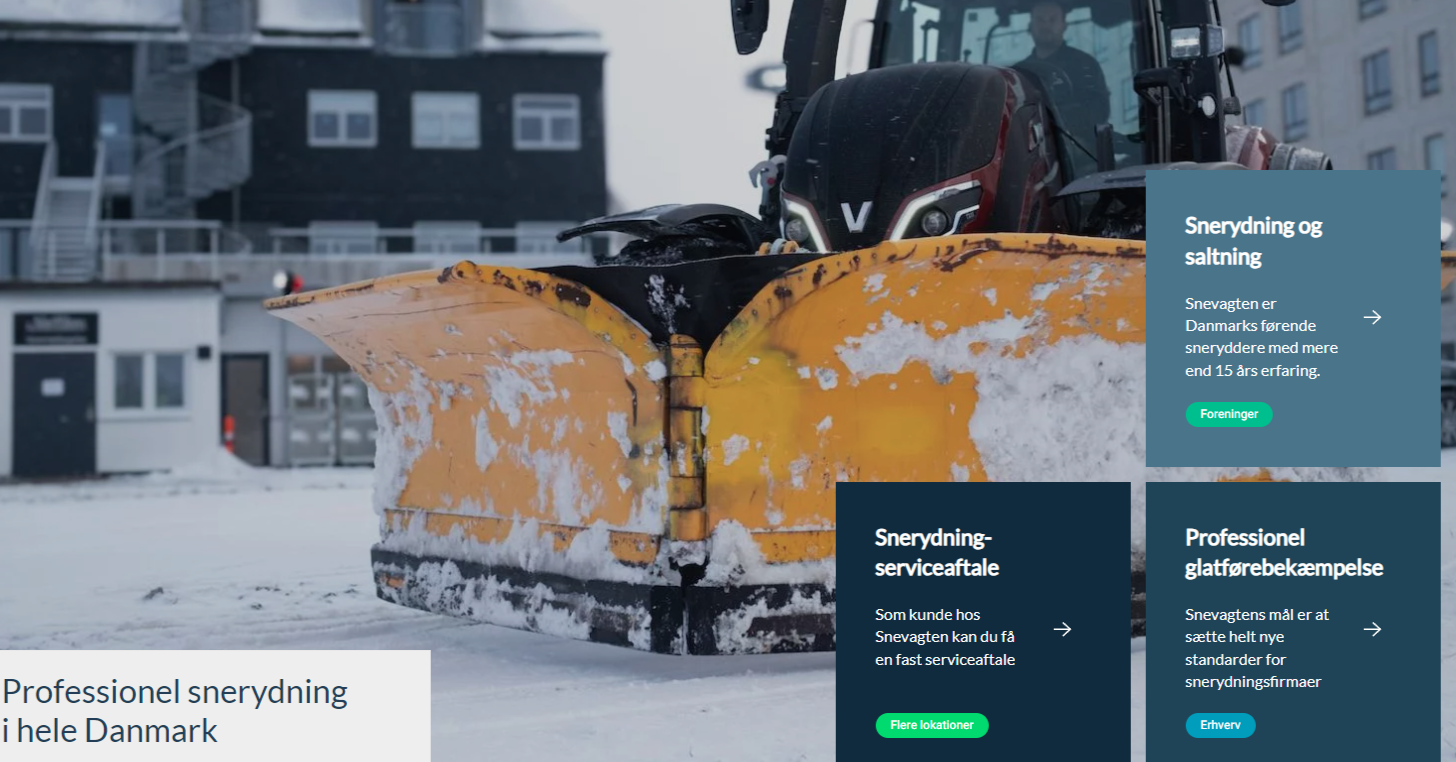 Snerydning og
saltning
Snevagten er
Danmarks førende
sneryddere med mere
end 15 års erfaring.
Foreninger
Snerydning-
serviceaftale
Som kunde hos
Snevagten kan du få
en fast serviceaftale
Flere lokationer
Professionel
glatførebekæmpelse
Snevagtens mål er at
sætte helt nye
standarder for
snerydningsfirmaer
Erhverv
Professionel snerydning
i hele Danmark